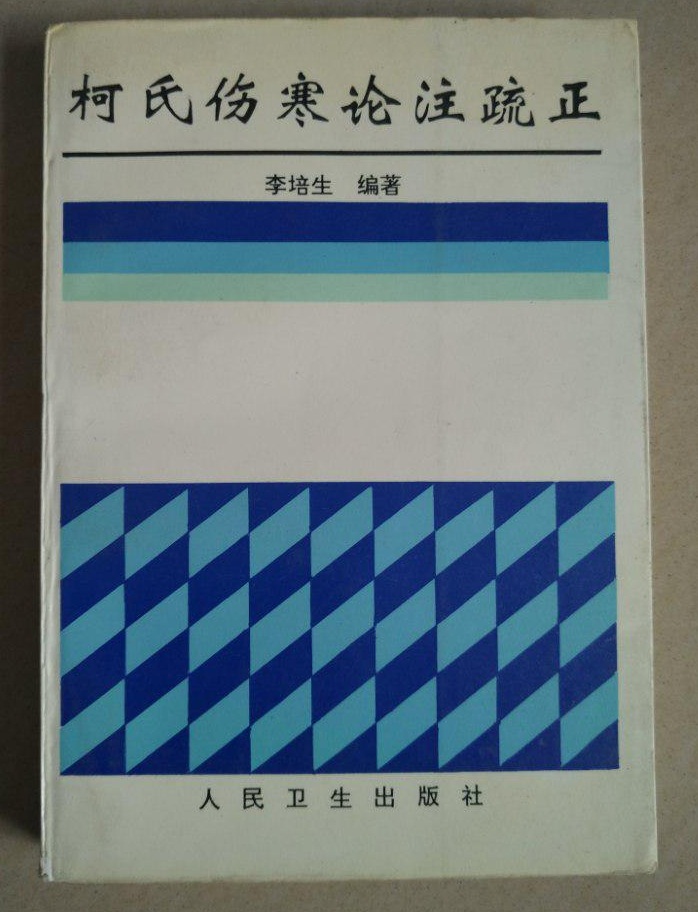 柯氏伤寒论注疏正
李培生 编著
人民卫生出版社